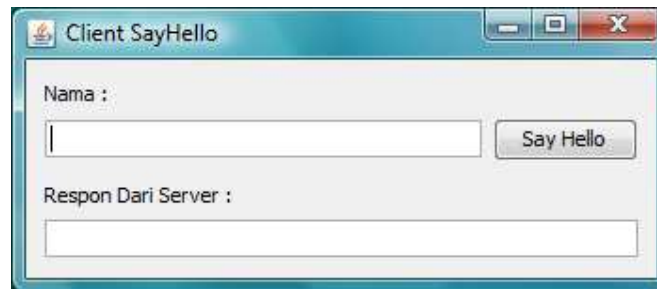 Client SayHello
Nama :
Say Hello
Respon Dari Server :